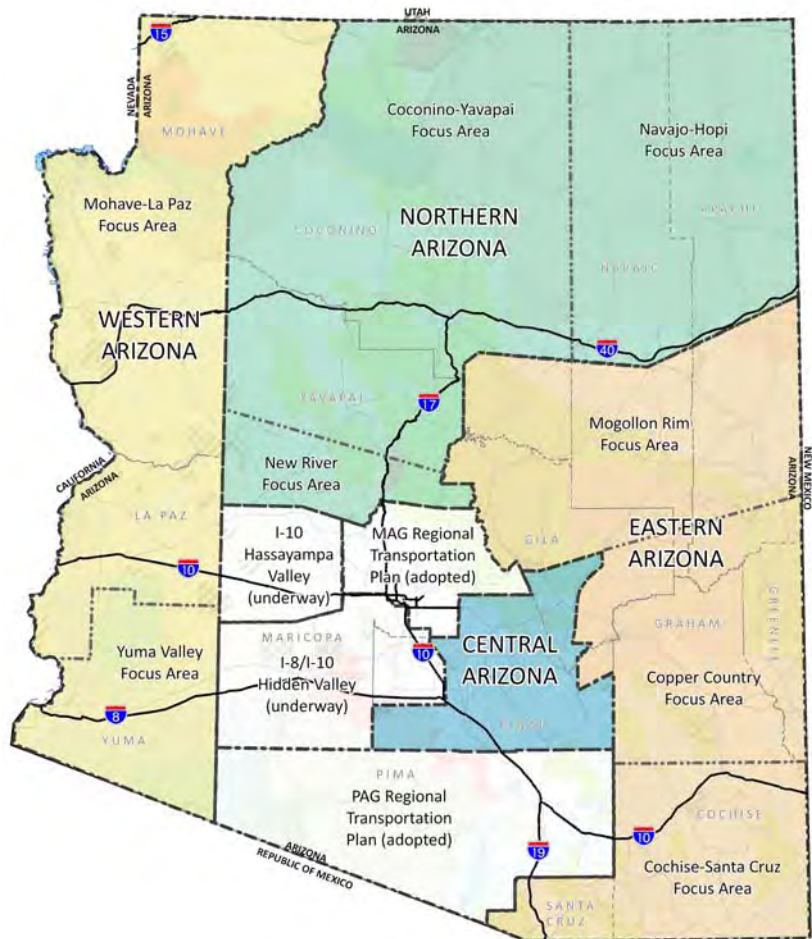 UTAH
ARIZONA
15
NEVADA
ARIZONA
MOHAVE
Coconino-Yavapai
Focus Area
Navajo-Hopi
Focus Area
Mohave-La Paz
Focus Area
NORTHERN
ARIZONA
COCONINO
APACHE
NAVAJO
WESTERN
ARIZONA
40
17
YAVAPAI
Mogollon Rim
Focus Area
New River
Focus Area
CALIFORNIA
ARIZONA
ARIZONA
NEW MEXICO
LA PAZ
I-10
Hassayampa
Valley
(underway)
MAG Regional
Transportation
Plan (adopted)
GILA
EASTERN
ARIZONA
10
GREENLEE
GRAHAM
MARICOPA
Yuma Valley
Focus Area
I-8/I-10
Hidden Valley
(underway)
10
CENTRAL
ARIZONA
Copper Country
Focus Area
8
YUMA
PINAL
PIMA
PAG Regional
Transportation
Plan (adopted)
COCHISE
ARIZONA
REPUBLIC OF MEXICO
19
10
Cochise-Santa Cruz
Focus Area
SANTA
CRUZ